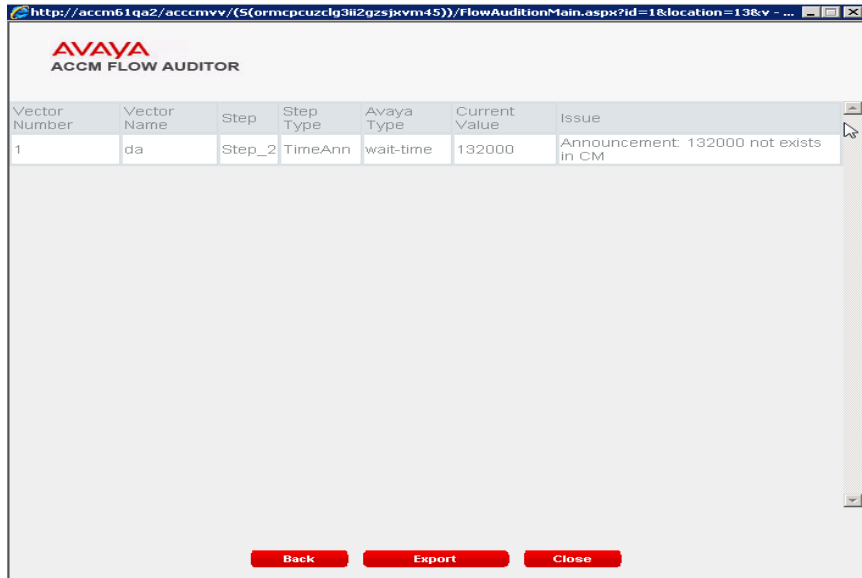 http://accm61qa2/acccmvv/(S(ormcpcuzclg3ii2gzsjxvm45))/FlowAuditionMain.aspx?id=1&location=13&v - ...
AVAYA
ACCM FLOW AUDITOR
Vector Number Vector Name Step Step Type Avaya Type Current Value Issue
1 da Step_2 TimeAnn wait-time 132000 Announcement: 132000 not exists in CM
Back Export Close